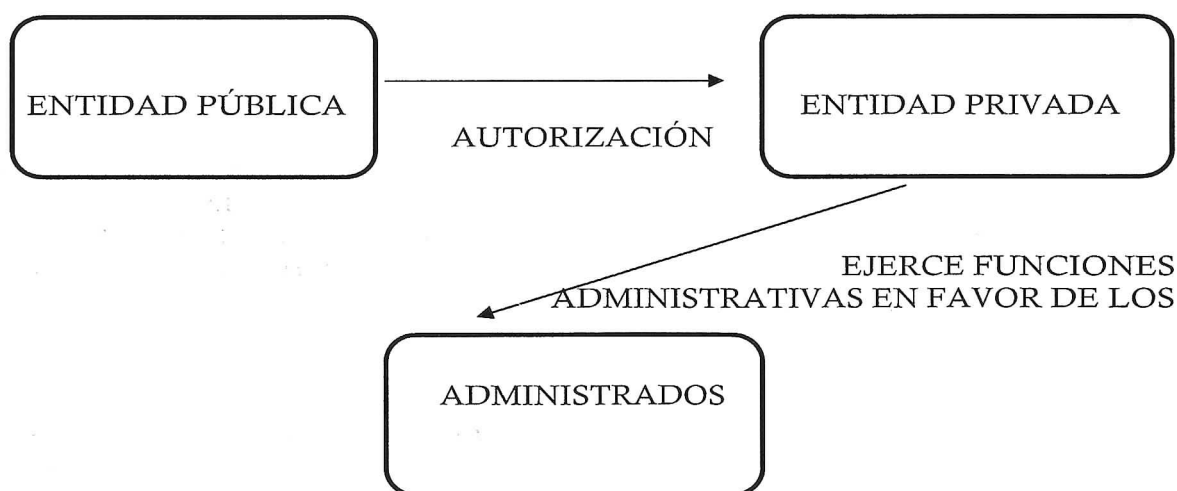 ENTIDAD PÚBLICA
AUTORIZACIÓN
ENTIDAD PRIVADA
EJERCE FUNCIONES
ADMINISTRATIVAS EN FAVOR DE LOS
ADMINISTRADOS